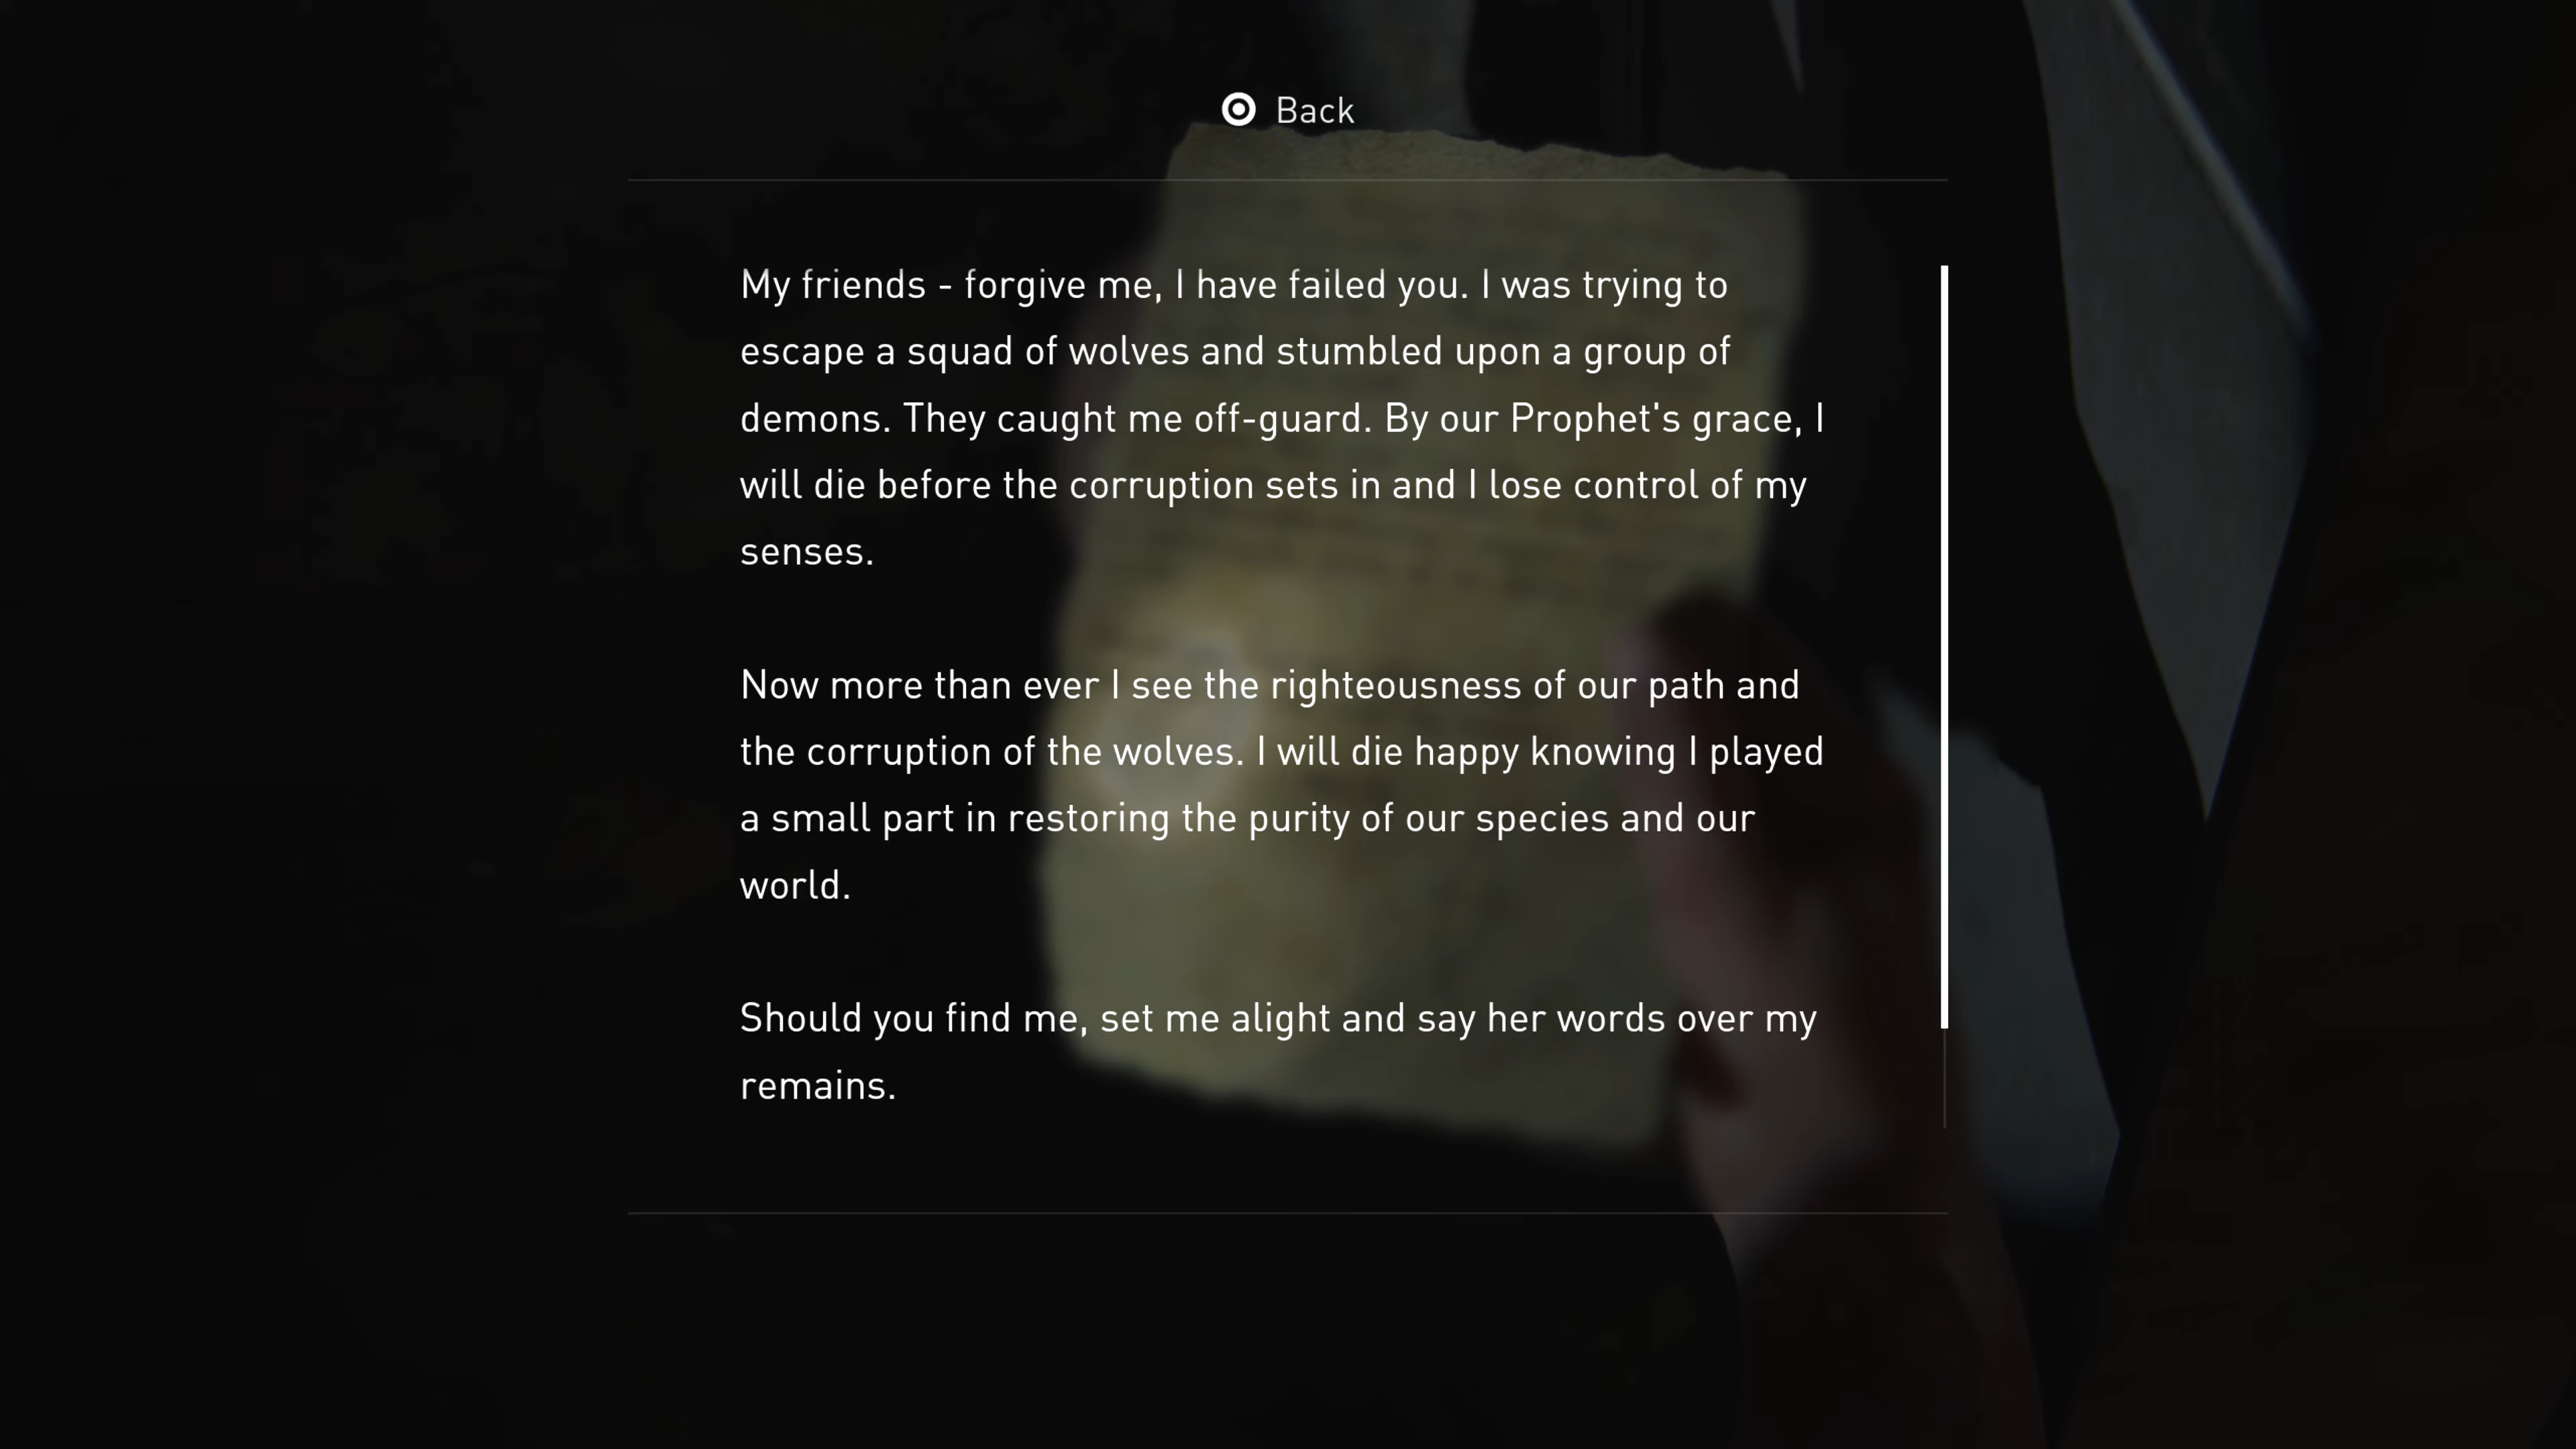 Back
My friends - forgive me, I have failed you. I was trying to
escape a squad of wolves and stumbled upon a group of
demons. They caught me off-guard. By our Prophet's grace, I
will die before the corruption sets in and I lose control of my
senses.
Now more than ever I see the righteousness of our path and
the corruption of the wolves. I will die happy knowing I played
a small part in restoring the purity of our species and our
world.
Should you find me, set me alight and say her words over my
remains.